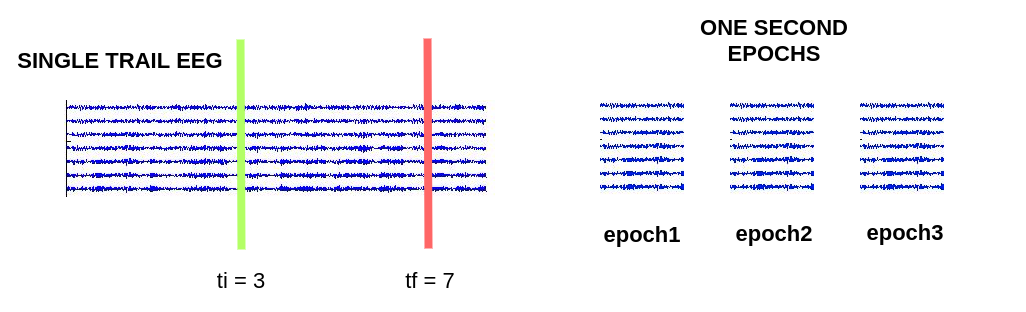 SINGLE TRAIL EEG
ti = 3
tf = 7
ONE SECOND
EPOCHS
epoch1
epoch2
epoch3